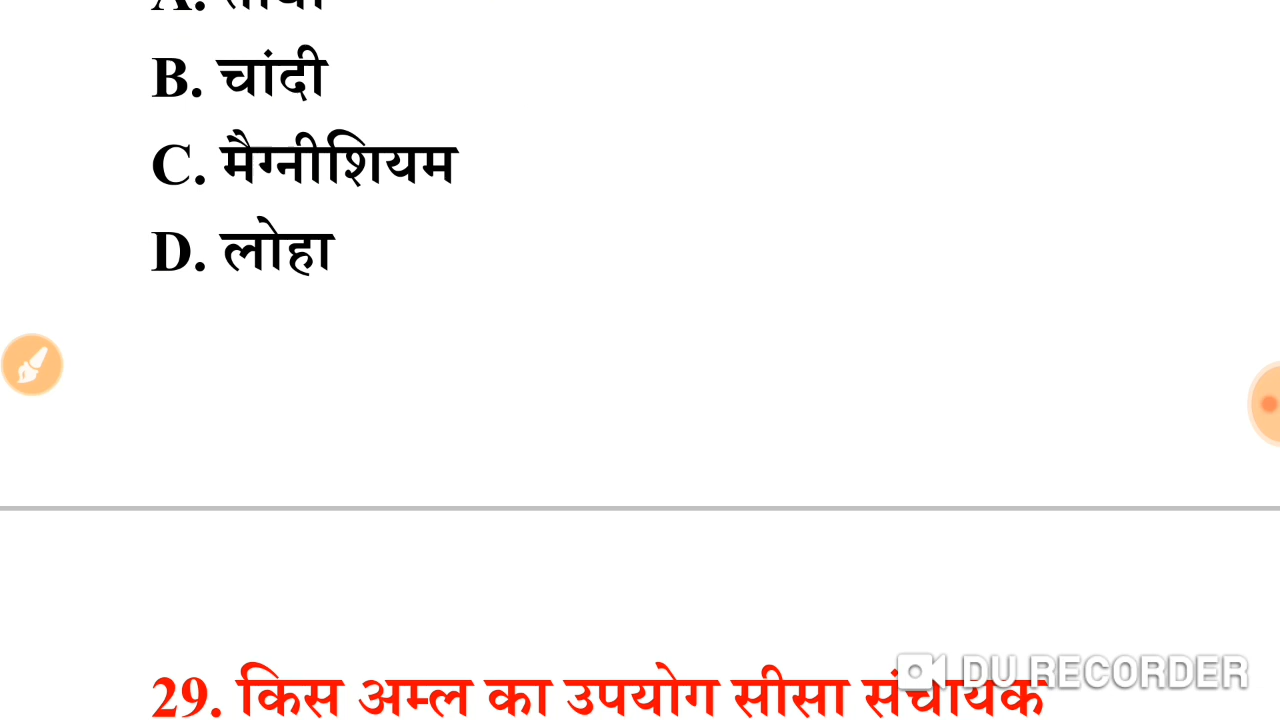 A.
B. चांदी
C. मैग्नीशियम
D. लोहा
29. किस अम्ल का उपयोग सीसा संचायक
DU RECORDER